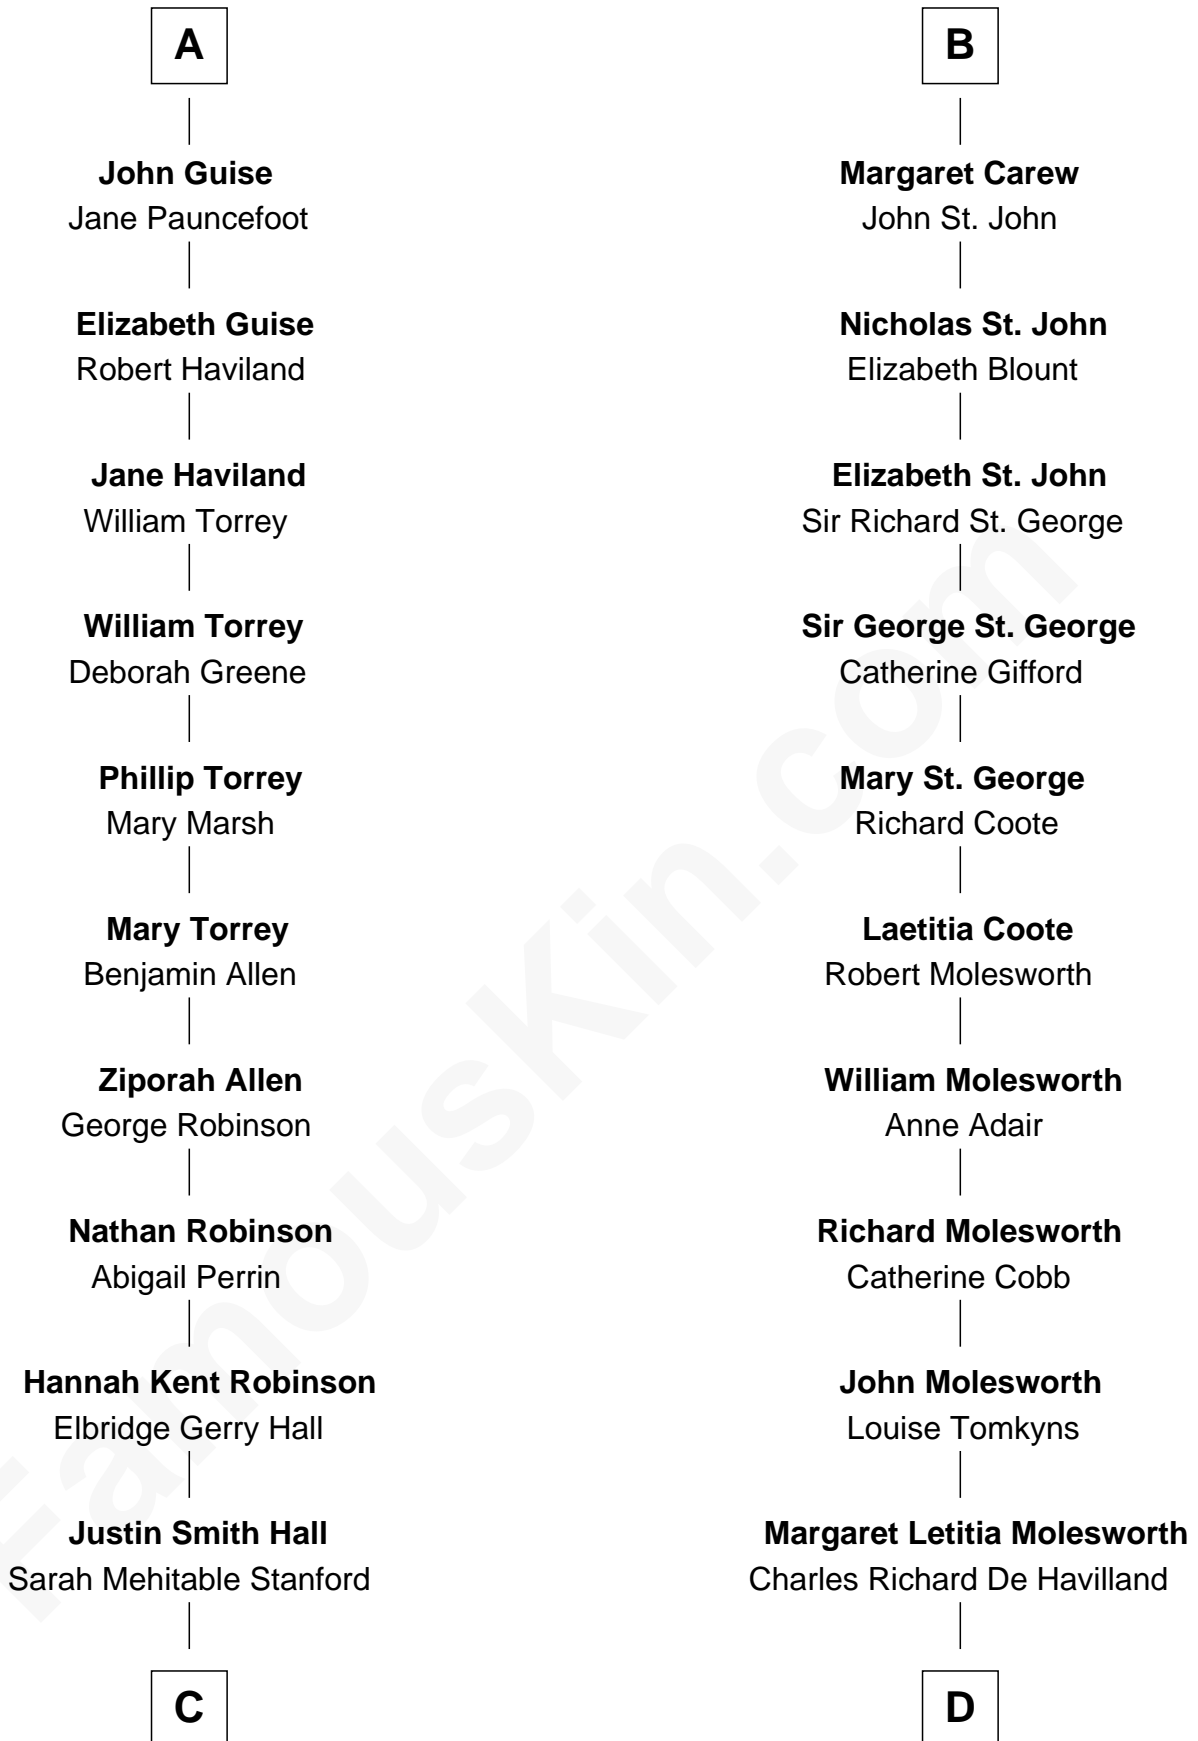 A
John Guise
Jane Pauncefoot
Elizabeth Guise
Robert Haviland
Jane Haviland
William Torrey
William Torrey
Deborah Greene
Phillip Torrey
Mary Marsh
Mary Torrey
Benjamin Allen
Ziporah Allen
George Robinson
Nathan Robinson
Abigail Perrin
Hannah Kent Robinson
Elbridge Gerry Hall
Justin Smith Hall
Sarah Mehitable Stanford
C
B
Margaret Carew
John St. John
Nicholas St. John
Elizabeth Blount
Elizabeth St. John
Sir Richard St. George
Sir George St. George
Catherine Gifford
Mary St. George
Richard Coote
Laetitia Coote
Robert Molesworth
William Molesworth
Anne Adair
Richard Molesworth
Catherine Cobb
John Molesworth
Louise Tomkyns
Margaret Letitia Molesworth
Charles Richard De Havilland
D
FamousKin.com